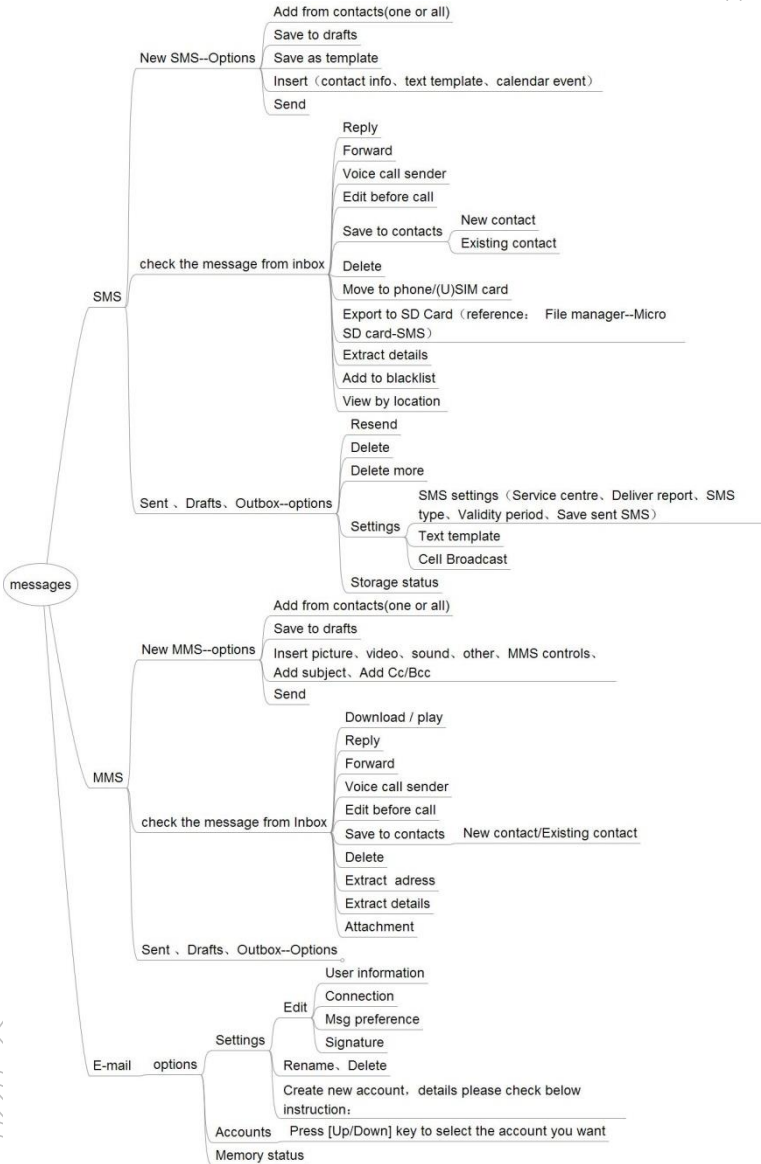 Add from contacts(one or all)
Save to drafts
New SMS--Options
Save as template
Insert（contact info、text template、calendar event）
Send
Reply
Forward
Voice call sender
Edit before call
Save to contacts
New contact
Existing contact
check the message from inbox
Delete
SMS
Move to phone/(U)SIM card
Export to SD Card（reference： File manager--Micro
SD card-SMS）
Extract details
Add to blacklist
View by location
Resend
Delete
Delete more
Sent 、Drafts、Outbox--options
Settings
SMS settings（Service centre、Deliver report、SMS
type、Validity period、Save sent SMS）
Text template
Cell Broadcast
Storage status
messages
Add from contacts(one or all)
Save to drafts
New MMS--options
Insert picture、video、sound、other、MMS controls、
Add subject、Add Cc/Bcc
Send
Download / play
Reply
Forward
MMS
Voice call sender
Edit before call
check the message from Inbox
Save to contacts
New contact/Existing contact
Delete
Extract adress
Extract details
Attachment
Sent 、Drafts、Outbox--Options
User information
Edit
Connection
Msg preference
Signature
Settings
E-mail
options
Rename、Delete
Create new account，details please check below
instruction：
Accounts
Press [Up/Down] key to select the account you want
Memory status